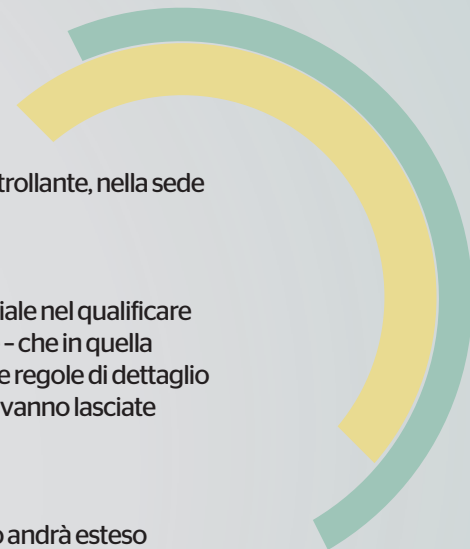 trollante, nella sede
iale nel qualificare
– che in quella
e regole di dettaglio
vanno lasciate
o andrà esteso